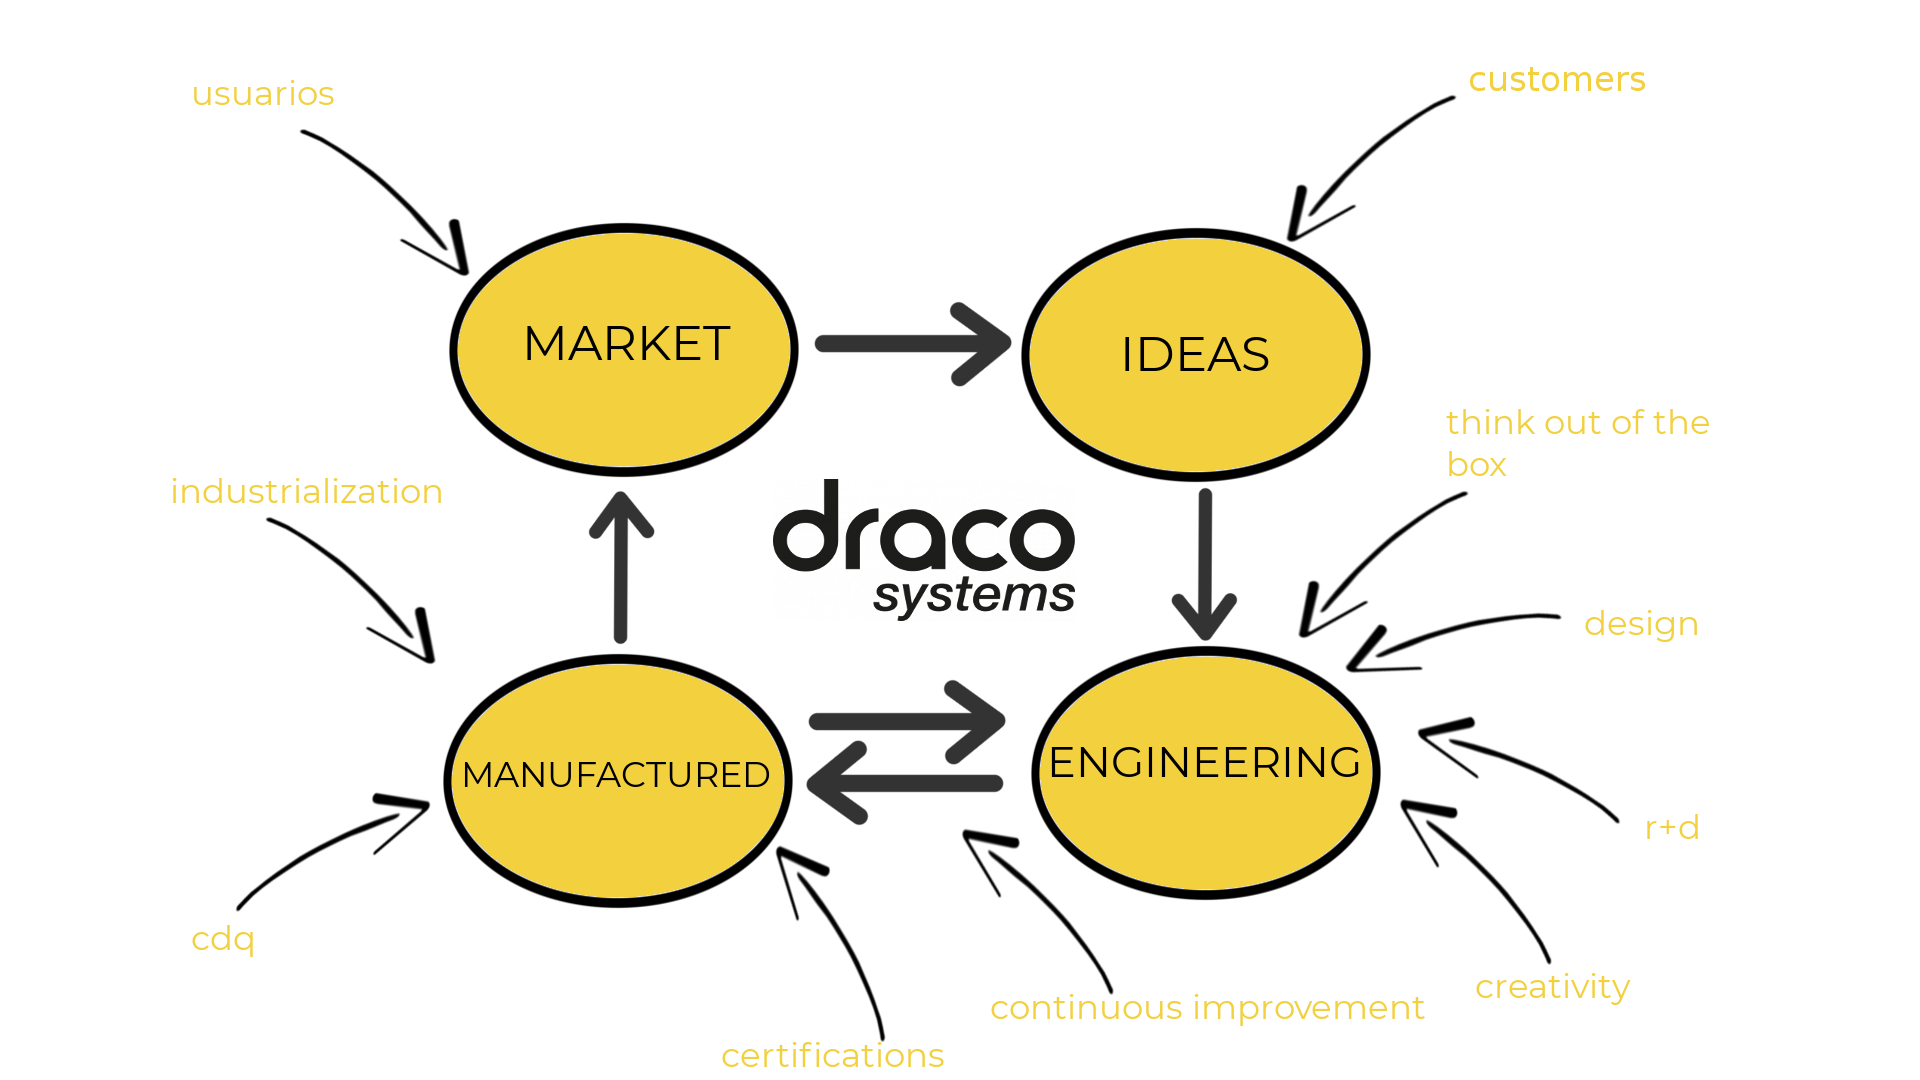 usuarios
customers
MARKET
IDEAS
think out of the
box
industrialization
draco
systems
design
MANUFACTURED
ENGINEERING
r+d
cdq
creativity
continuous improvement
certifications